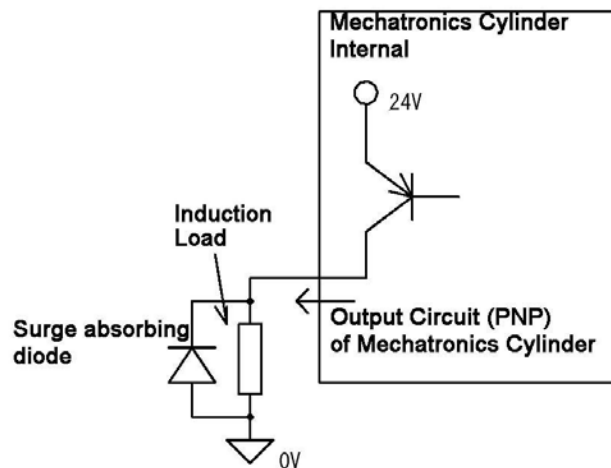 Mechatronics Cylinder
Internal
24V
Induction
Load
Surge absorbing
diode
Output Circuit (PNP)
of Mechatronics Cylinder
0V